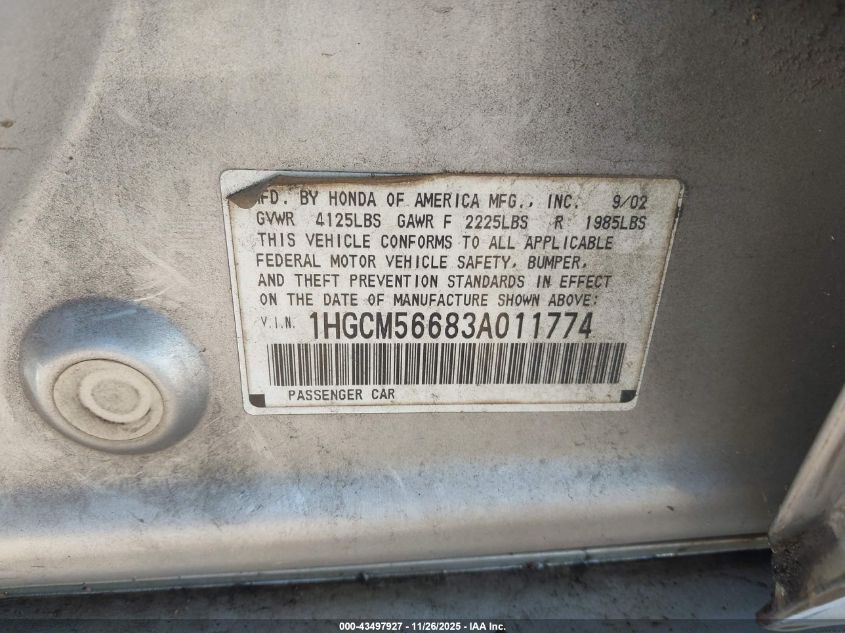 MFD. BY HONDA OF AMERICA MFG., INC. 9/02
GVWR 4125LBS GAWR F 2225LBS R 1985LBS
THIS VEHICLE CONFORMS TO ALL APPLICABLE
FEDERAL MOTOR VEHICLE SAFETY, BUMPER,
AND THEFT PREVENTION STANDARDS IN EFFECT
ON THE DATE OF MANUFACTURE SHOWN ABOVE:
V.I.N. 1HGCM56683A011774
PASSENGER CAR
000-43497927 - 11/26/2025 - IAA Inc.